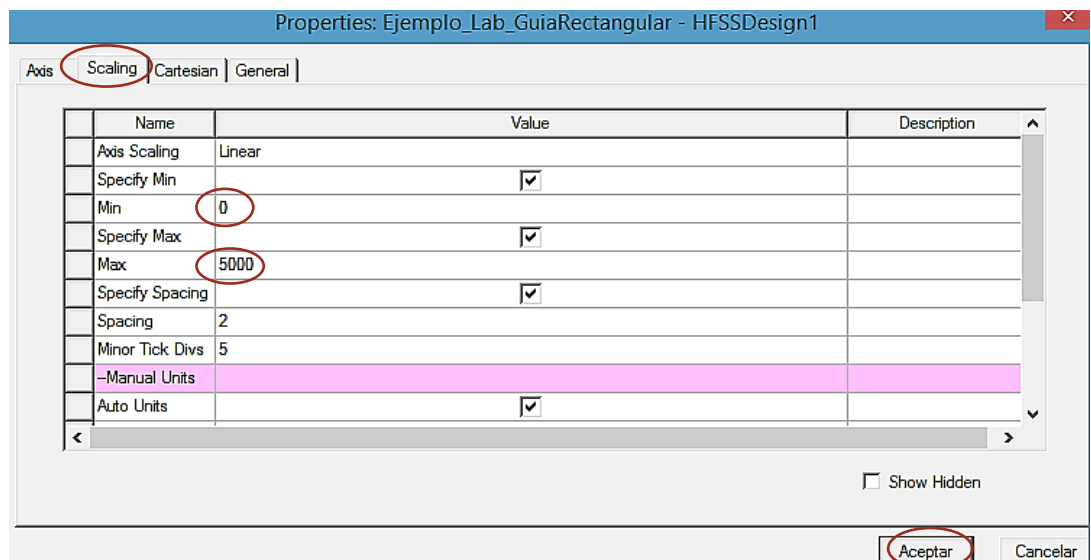 Properties: Ejemplo_Lab_GuiaRectangular - HFSSDesign1
Axis Scaling Cartesian General
Name Value Description
Axis Scaling Linear
Specify Min
Min 0
Specify Max
Max 5000
Specify Spacing
Spacing 2
Minor Tick Divs 5
–Manual Units
Auto Units
Show Hidden
Aceptar Cancelar